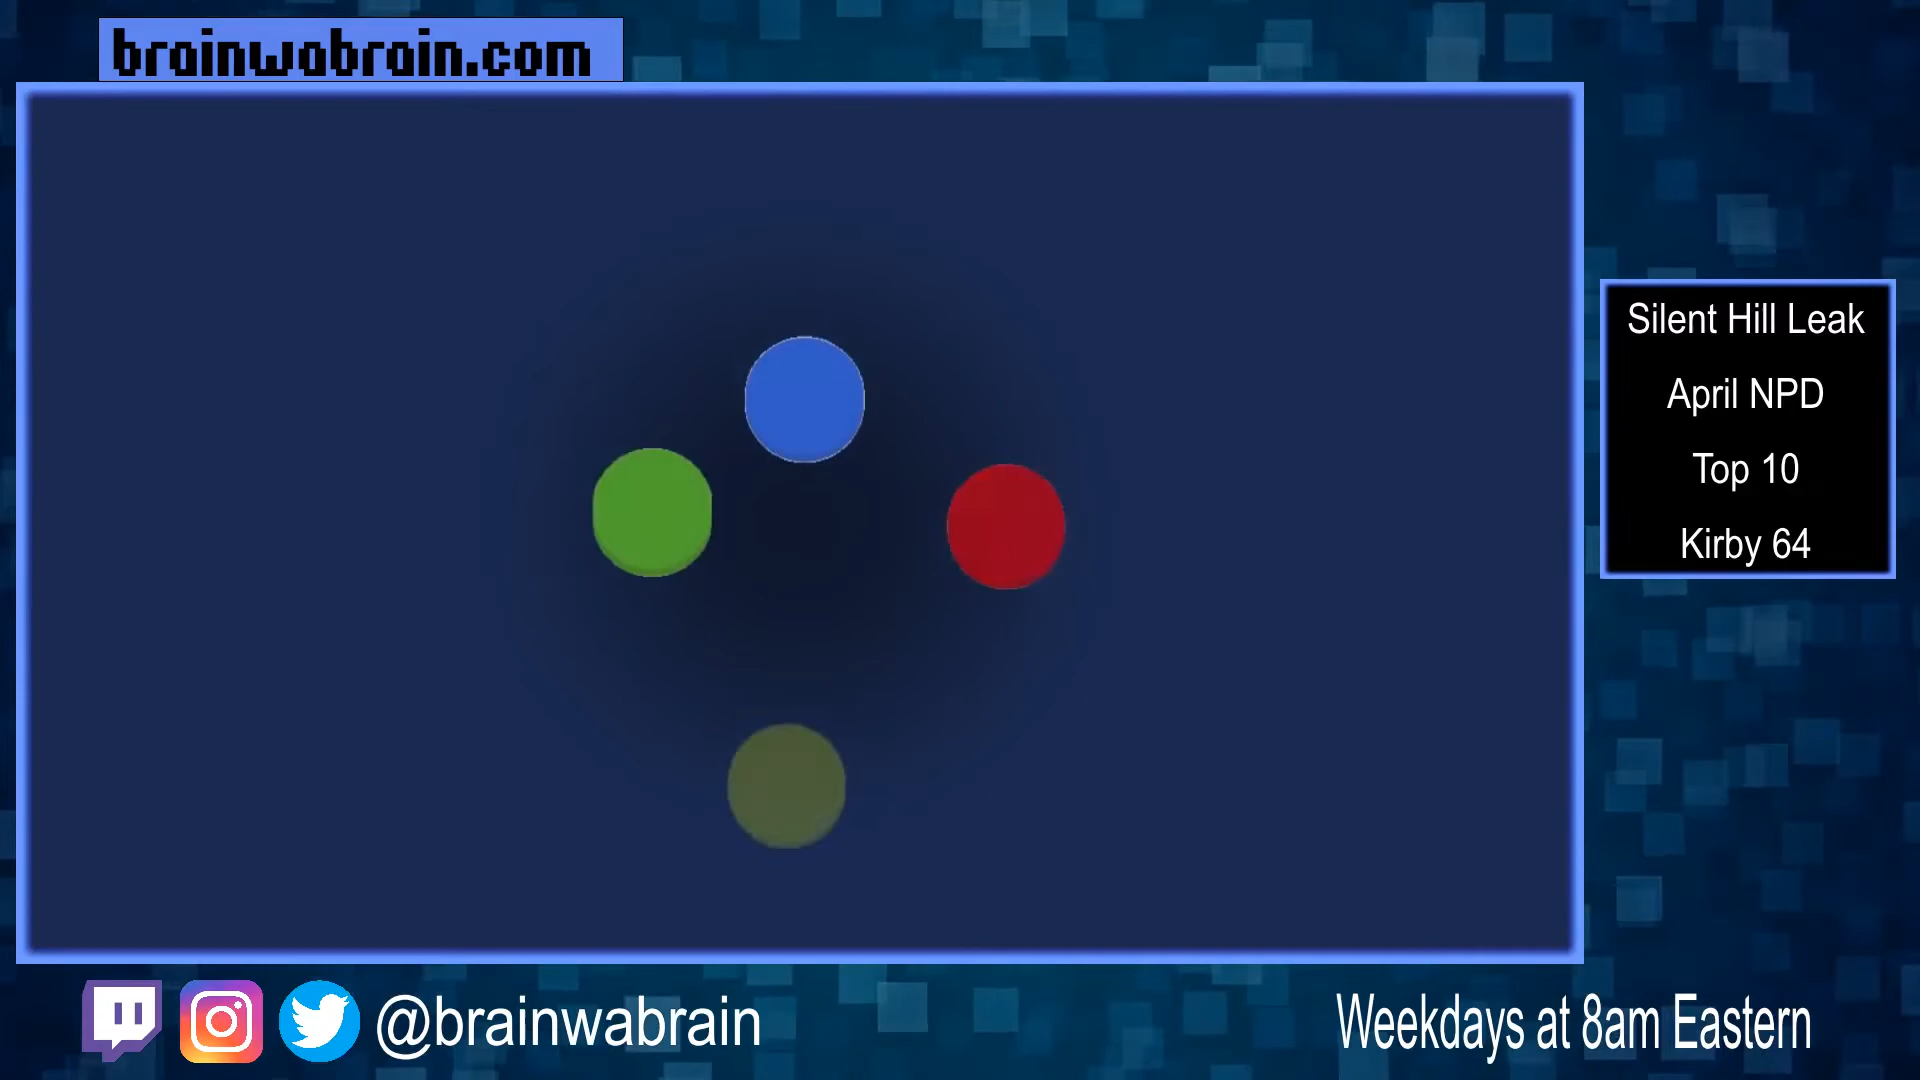 brainwabrain.com
Silent Hill Leak
April NPD
Top 10
Kirby 64
@brainwabrain
Weekdays at 8am Eastern